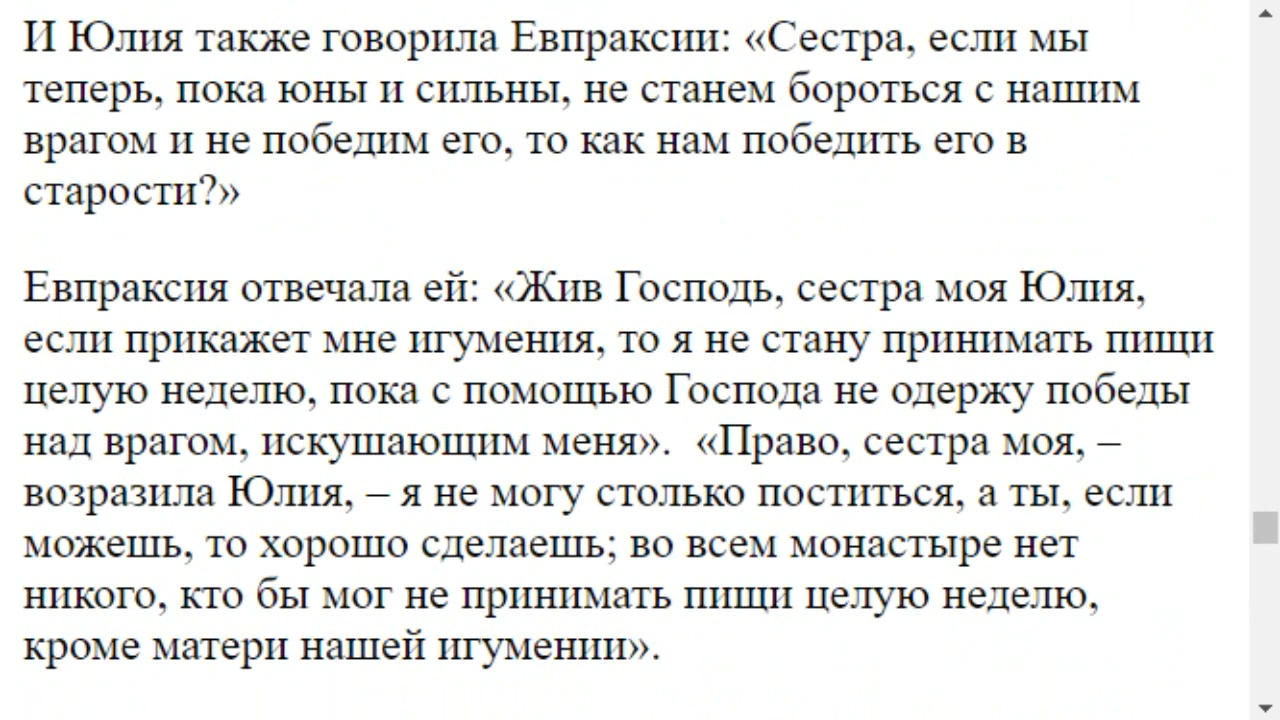 И Юлия также говорила Евпраксии: «Сестра, если мы
теперь, пока юны и сильны, не станем бороться с нашим
врагом и не победим его, то как нам победить его в
старости?»
Евпраксия отвечала ей: «Жив Господь, сестра моя Юлия,
если прикажет мне игумения, то я не стану принимать пищи
целую неделю, пока с помощью Господа не одержу победы
над врагом, искушающим меня».  «Право, сестра моя, –
возразила Юлия, – я не могу столько поститься, а ты, если
можешь, то хорошо сделаешь; во всем монастыре нет
никого, кто бы мог не принимать пищи целую неделю,
кроме матери нашей игумении».